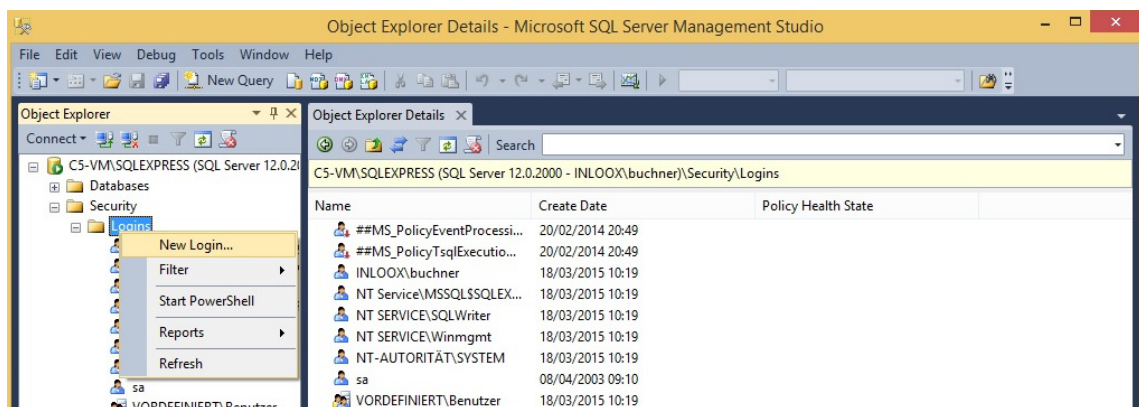 Object Explorer Details - Microsoft SQL Server Management Studio
File Edit View Debug Tools Window Help
New Query
Object Explorer
Connect
C5-VM\SQLEXPRESS (SQL Server 12.0.20
Databases
Security
Logins
New Login...
Filter
Start PowerShell
Reports
Refresh
sa
VORDEFINIERT\Benutzer
Object Explorer Details
Search
C5-VM\SQLEXPRESS (SQL Server 12.0.2000 - INLOOX\buchner)\Security\Logins
Name Create Date Policy Health State
##MS_PolicyEventProcessi... 20/02/2014 20:49
##MS_PolicyTsqlExecutio... 20/02/2014 20:49
INLOOX\buchner 18/03/2015 10:19
NT Service\MSSQL$SQLEX... 18/03/2015 10:19
NT SERVICE\SQLWriter 18/03/2015 10:19
NT SERVICE\Winmgmt 18/03/2015 10:19
NT-AUTORITÄT\SYSTEM 18/03/2015 10:19
sa 08/04/2003 09:10
VORDEFINIERT\Benutzer 18/03/2015 10:19